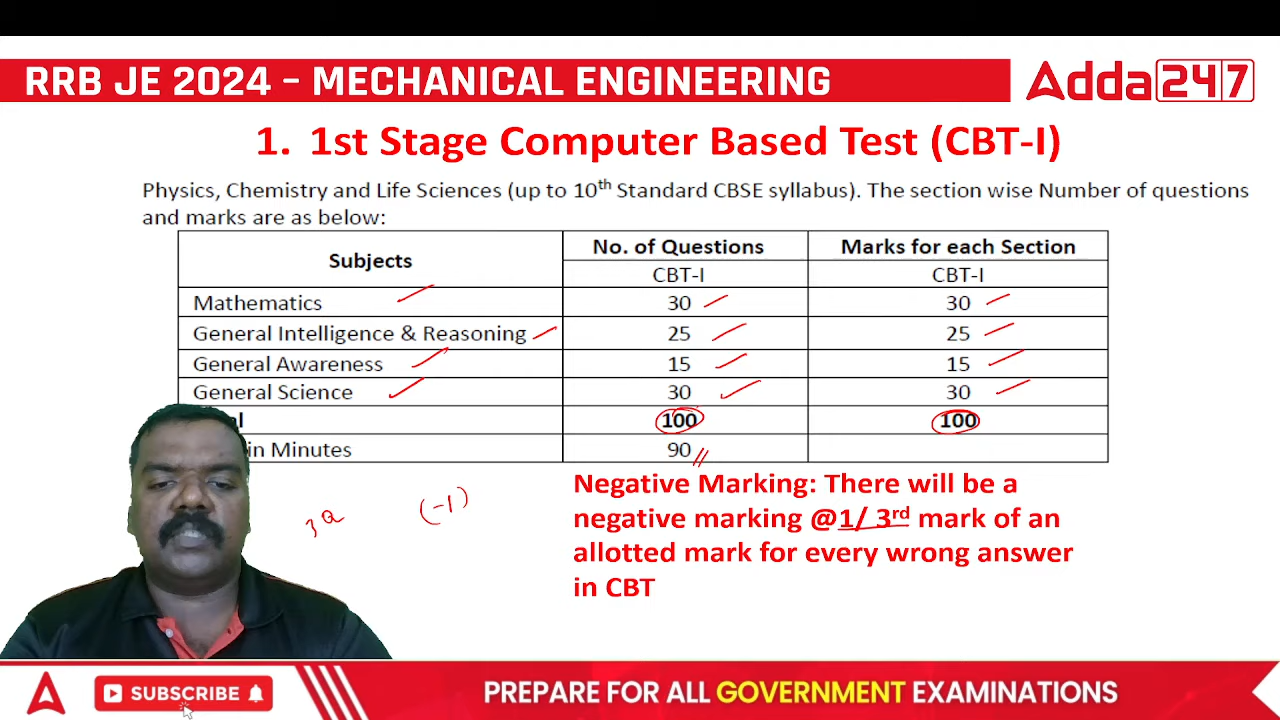 RRB JE 2024 – MECHANICAL ENGINEERING
Adda247
1. 1st Stage Computer Based Test (CBT-I)
Physics, Chemistry and Life Sciences (up to 10th Standard CBSE syllabus). The section wise Number of questions
and marks are as below:
Subjects No. of Questions Marks for each Section
CBT-I CBT-I
Mathematics 30 30
General Intelligence & Reasoning 25 25
General Awareness 15 15
General Science 30 30
100 100
in Minutes 90
Negative Marking: There will be a
negative marking @1/ 3rd mark of an
allotted mark for every wrong answer
in CBT
3Q (-1)
SUBSCRIBE
PREPARE FOR ALL GOVERNMENT EXAMINATIONS